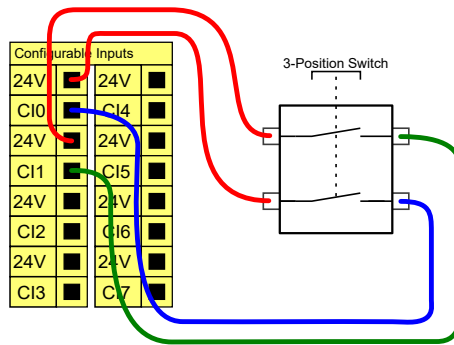 Configurable Inputs
3-Position Switch
24V 24V
CI0 CI4
24V 24V
CI1 CI5
24V 24V
CI2 CI6
24V 24V
CI3 CI7